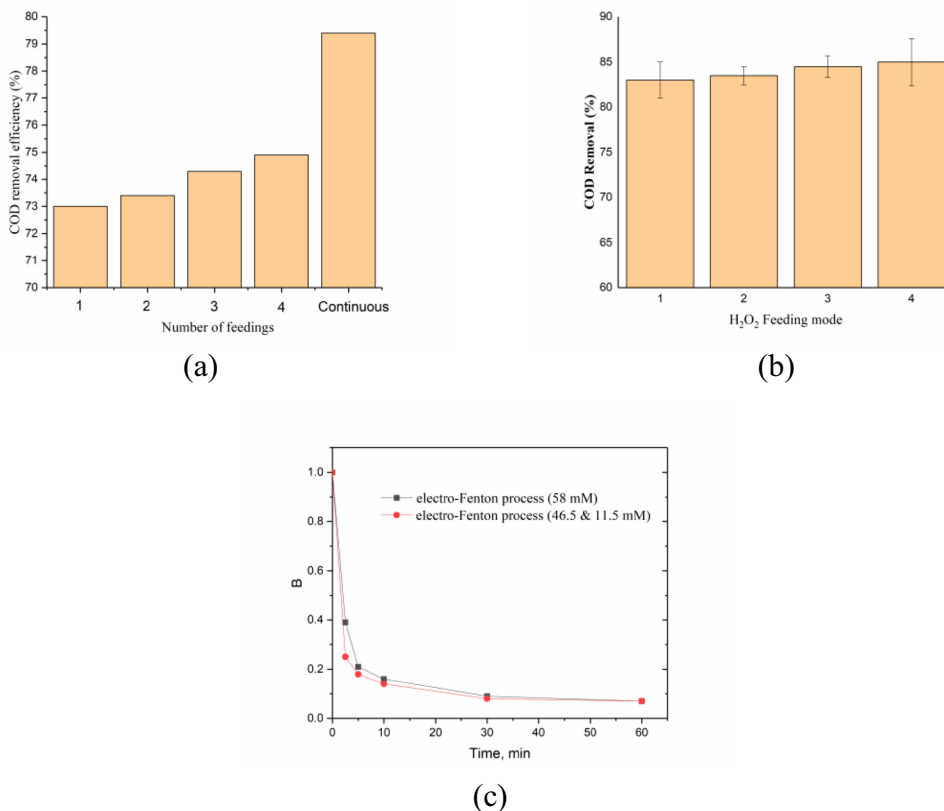 80
79
78
77
76
75
74
73
72
71
70
COD removal efficiency (%)
1 2 3 4 Continuous
Number of feedings
(a)
90
85
80
75
70
65
60
COD Removal (%)
1 2 3 4
H₂O₂ Feeding mode
(b)
1.0
0.8
0.6
0.4
0.2
0.0
B
electro-Fenton process (58 mM)
electro-Fenton process (46.5 & 11.5 mM)
0 10 20 30 40 50 60
Time, min
(c)